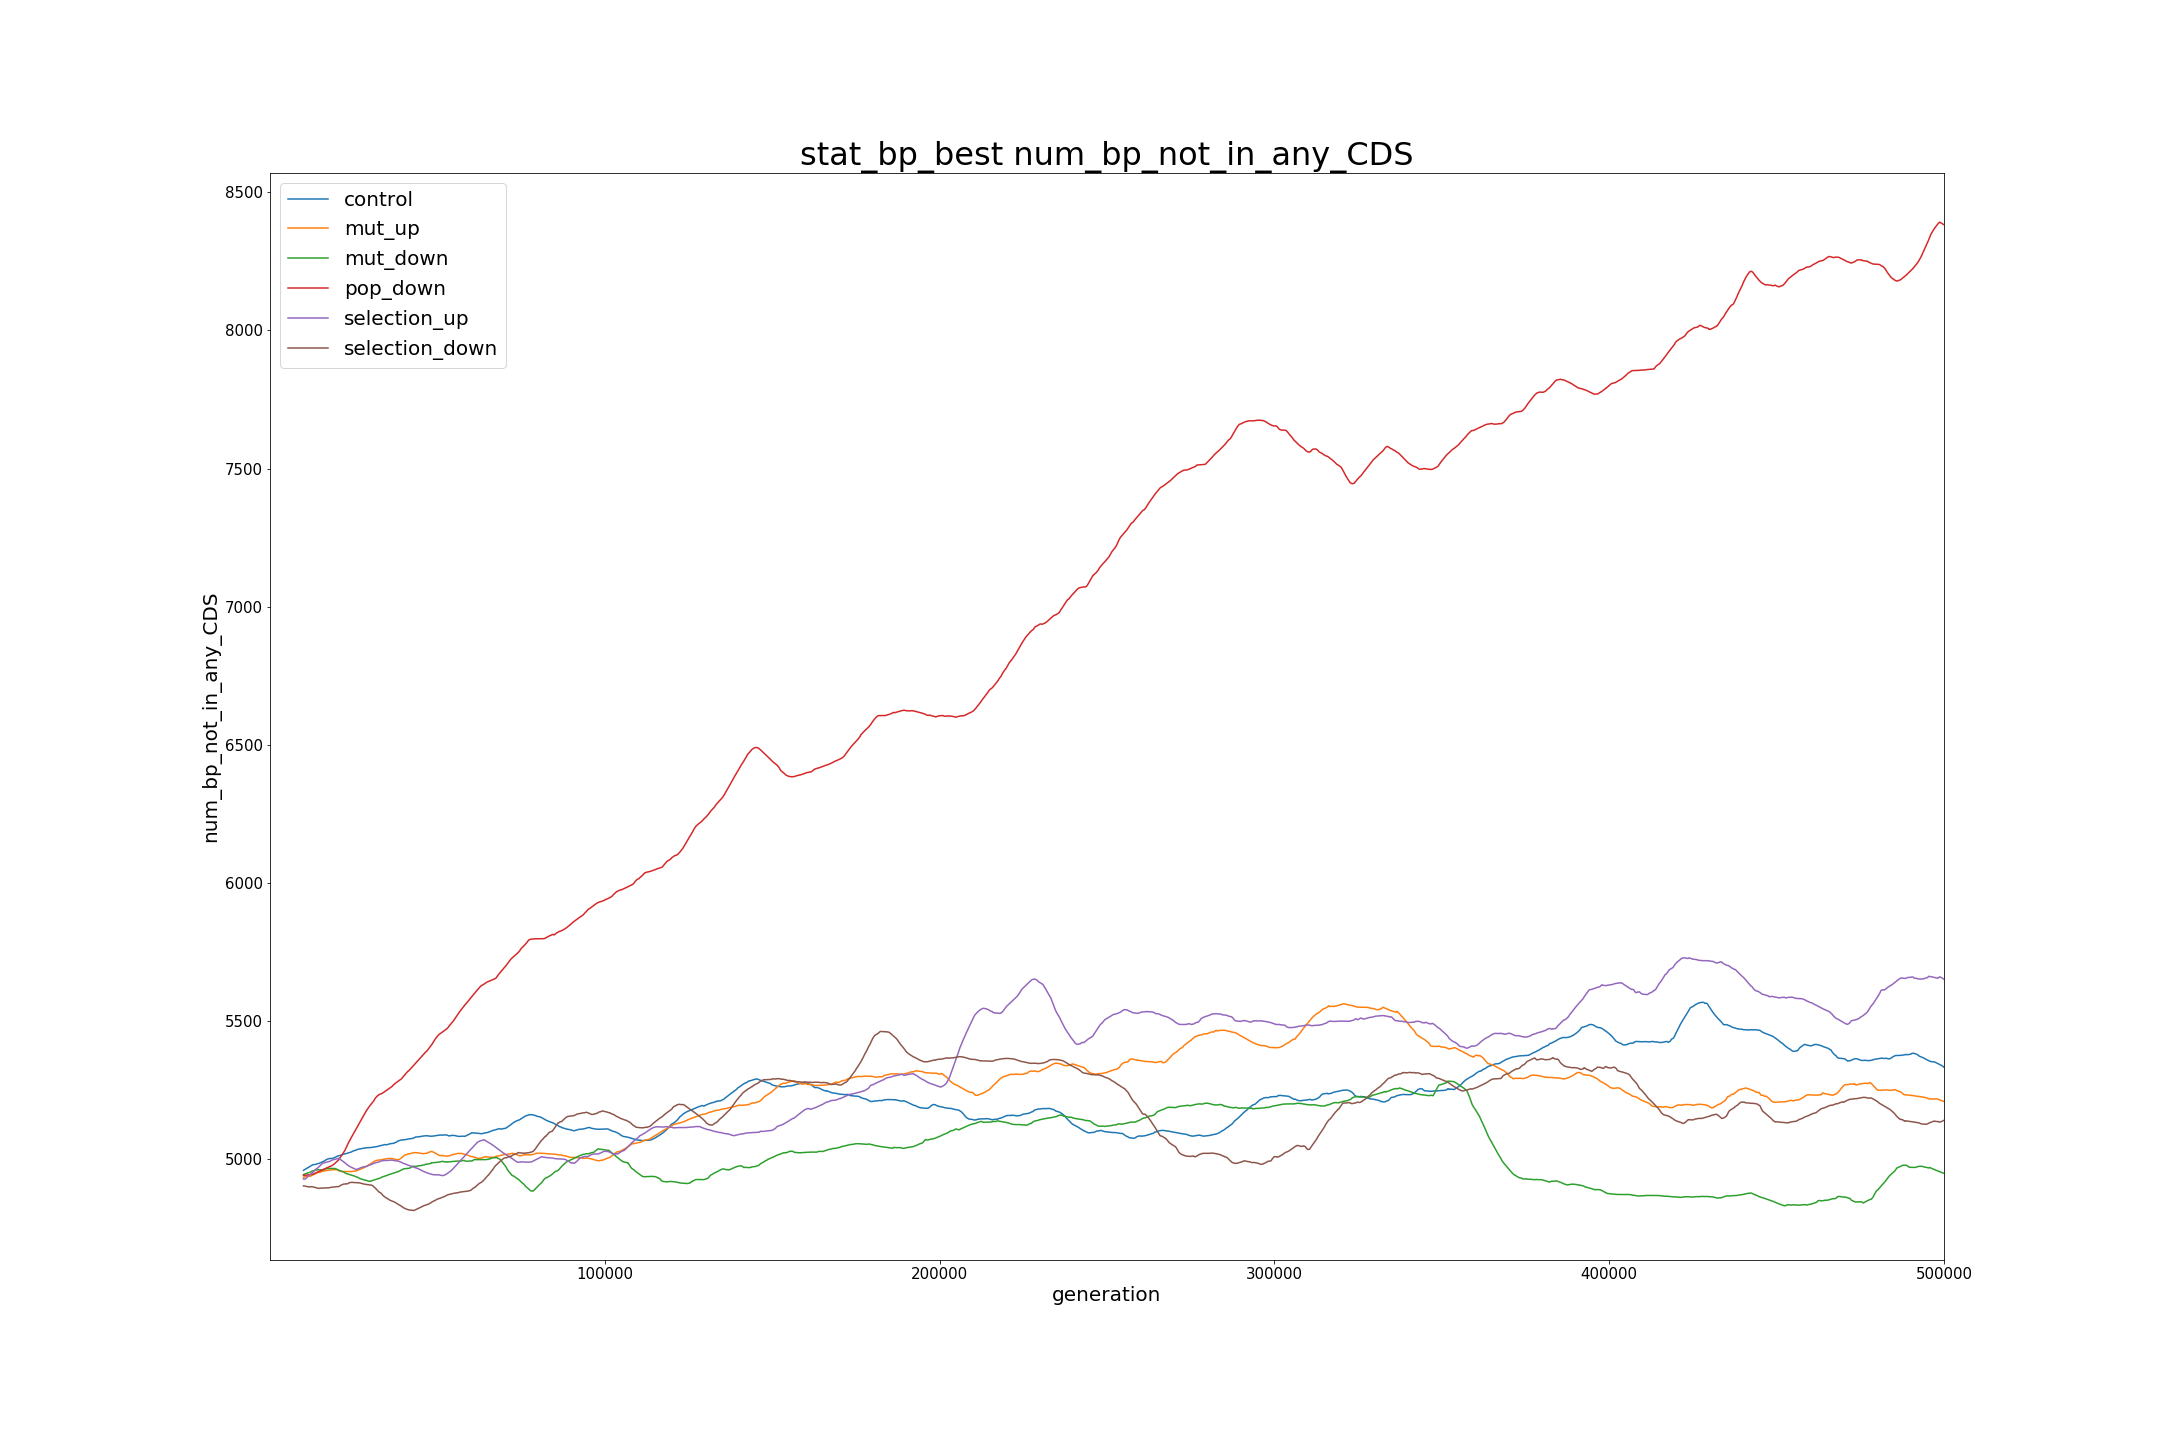 stat_bp_best num_bp_not_in_any_CDS
control
mut_up
mut_down
pop_down
selection_up
selection_down
num_bp_not_in_any_CDS
8500
8000
7500
7000
6500
6000
5500
5000
100000
200000
300000
400000
500000
generation